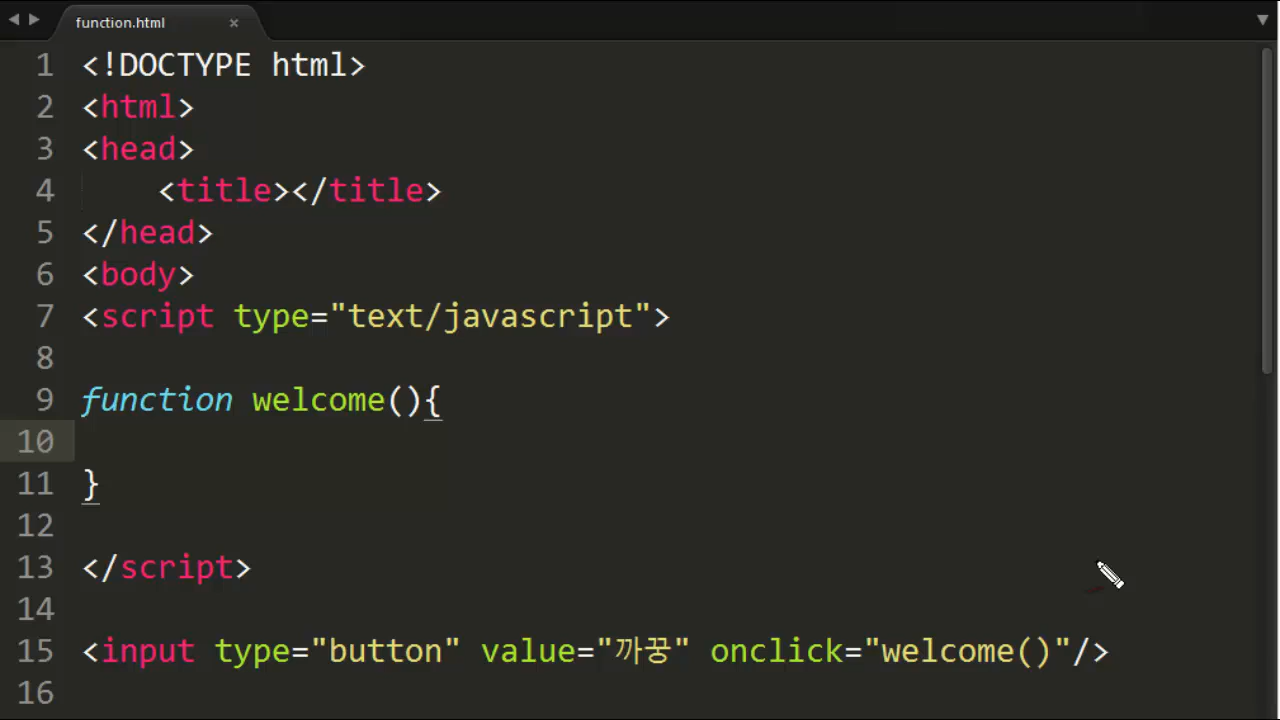 function.html
1 <!DOCTYPE html>
2 <html>
3 <head>
4     <title></title>
5 </head>
6 <body>
7 <script type="text/javascript">
8
9 function welcome(){
10
11 }
12
13 </script>
14
15 <input type="button" value="까꿍" onclick="welcome()"/>
16